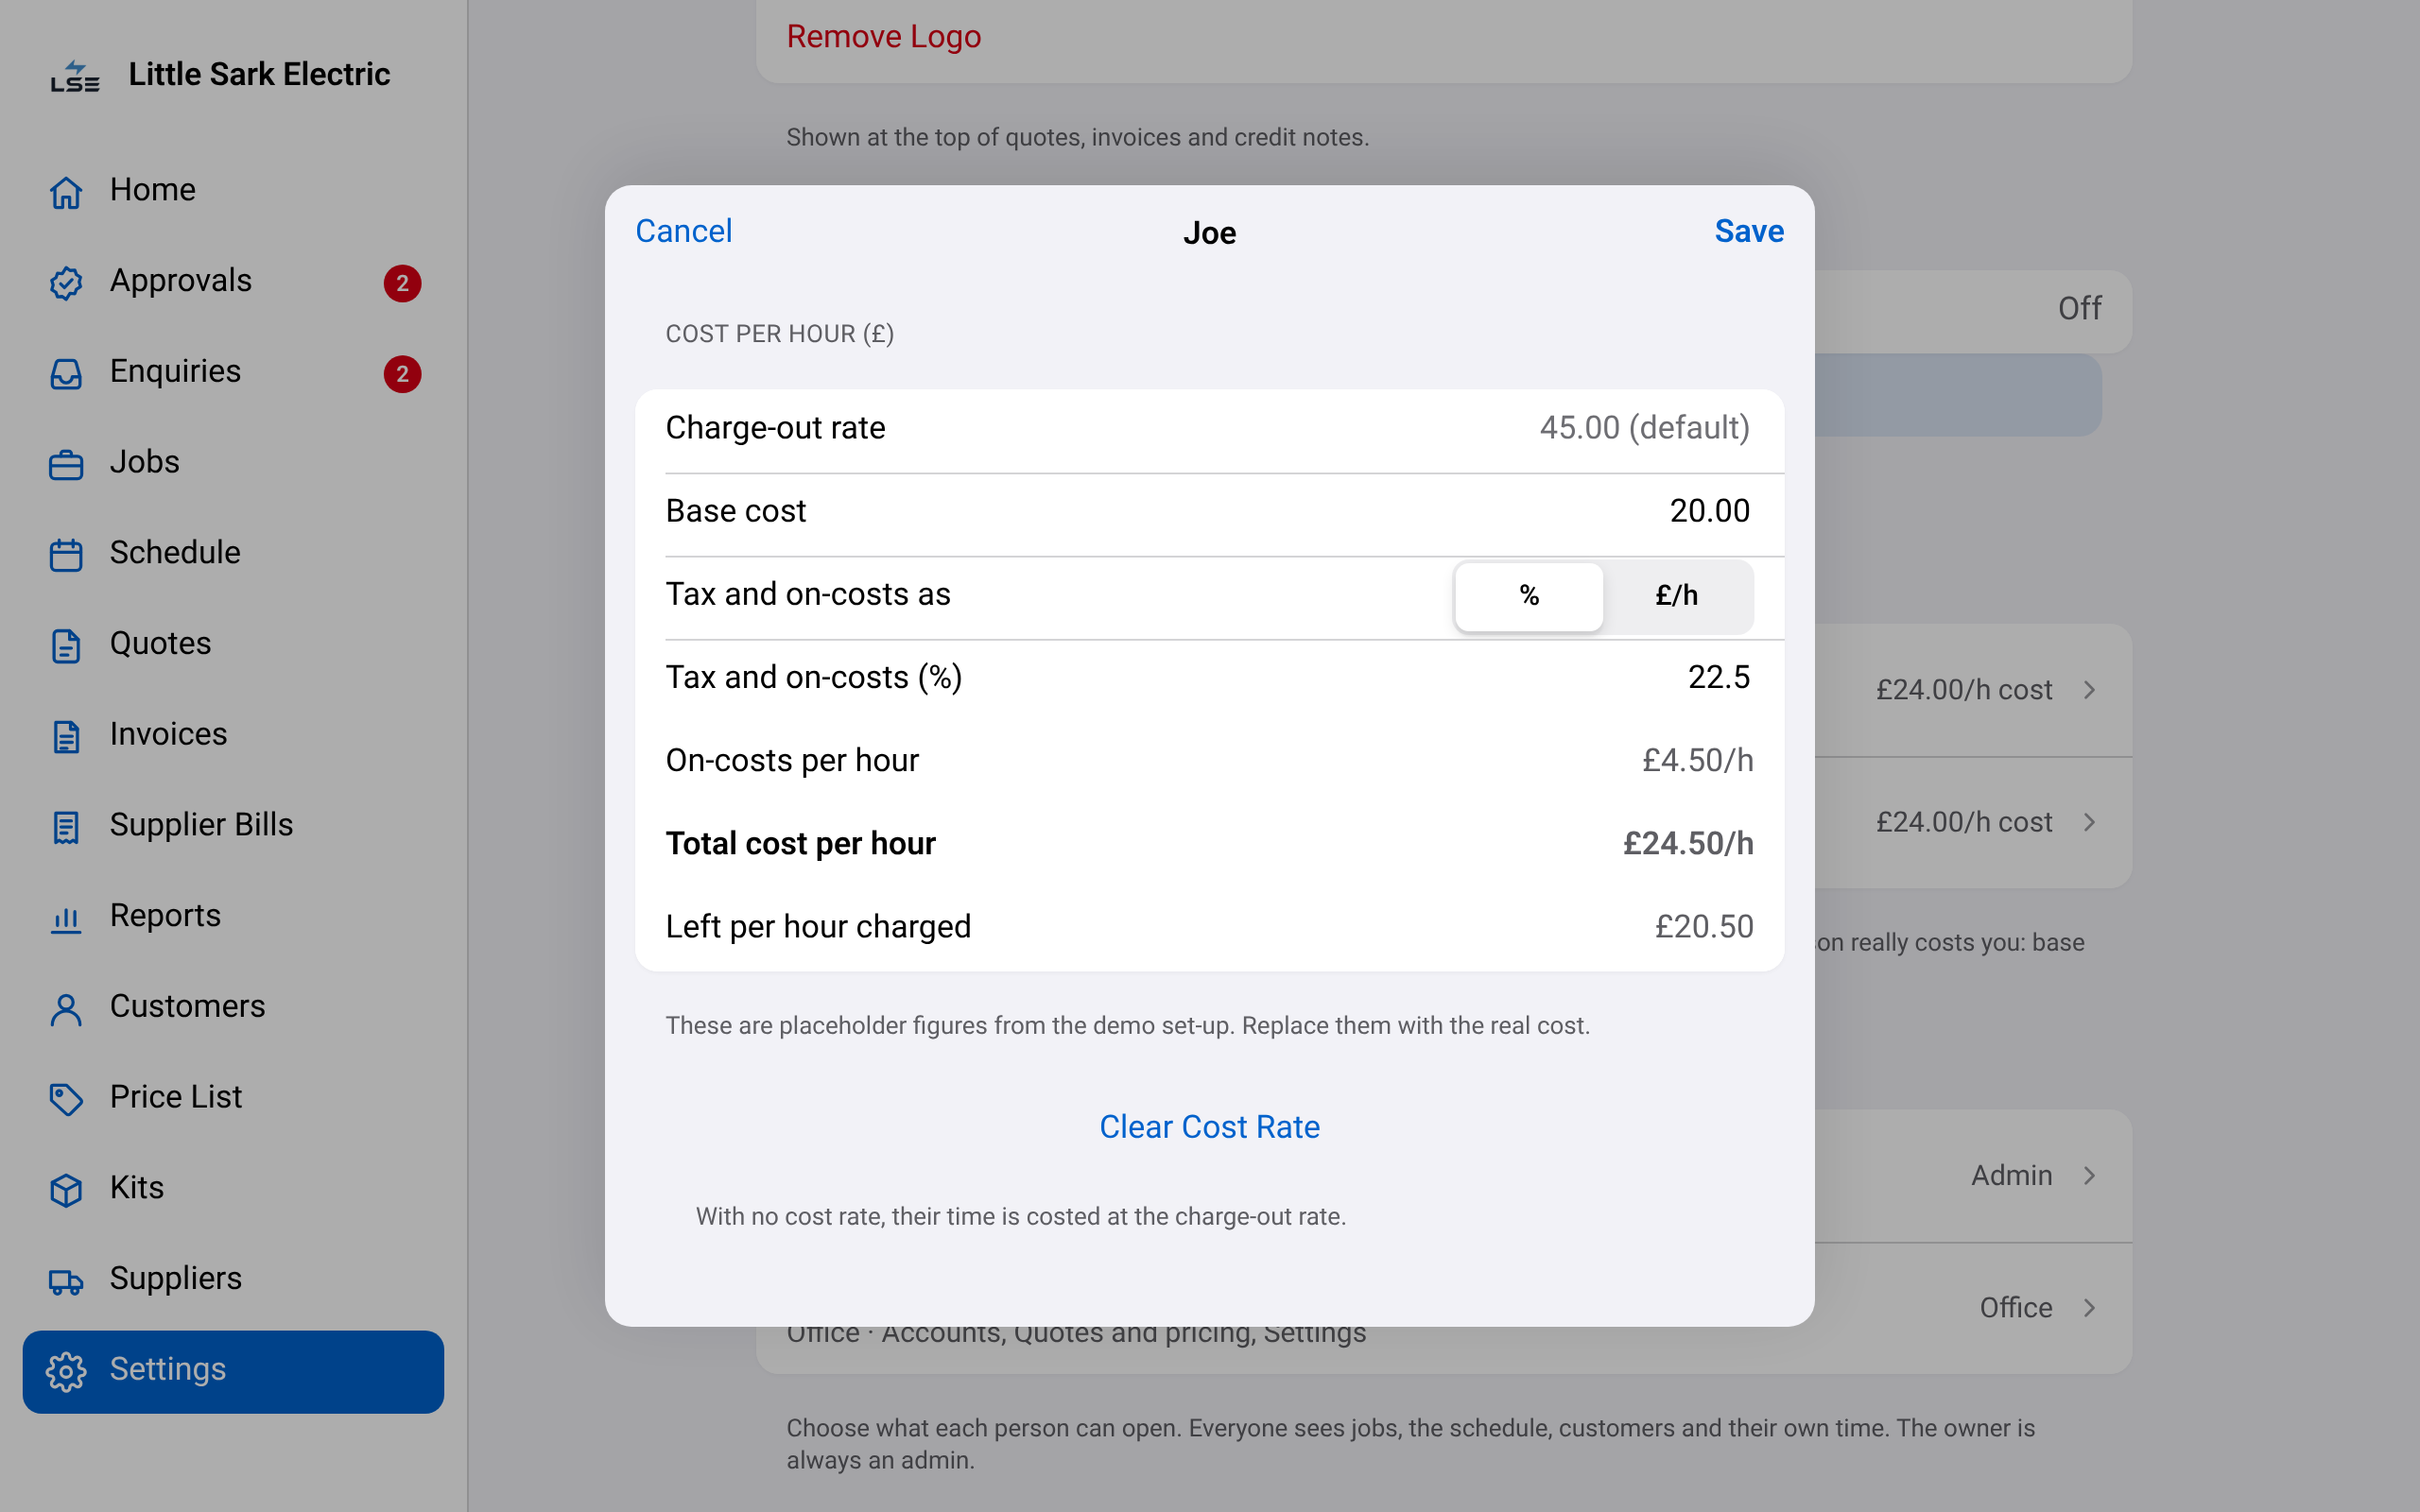 LSE
Little Sark Electric
Home
Approvals
2
Enquiries
2
Jobs
Schedule
Quotes
Invoices
Supplier Bills
Reports
Customers
Price List
Kits
Suppliers
Settings
Remove Logo
Shown at the top of quotes, invoices and credit notes.
Off
Cancel
Joe
Save
COST PER HOUR (£)
Charge-out rate
45.00 (default)
Base cost
20.00
Tax and on-costs as
%
£/h
Tax and on-costs (%)
22.5
On-costs per hour
£4.50/h
Total cost per hour
£24.50/h
Left per hour charged
£20.50
These are placeholder figures from the demo set-up. Replace them with the real cost.
Clear Cost Rate
With no cost rate, their time is costed at the charge-out rate.
£24.00/h cost
£24.00/h cost
really costs you: base
Admin
Office
Office · Accounts, Quotes and pricing, Settings
Choose what each person can open. Everyone sees jobs, the schedule, customers and their own time. The owner is
always an admin.